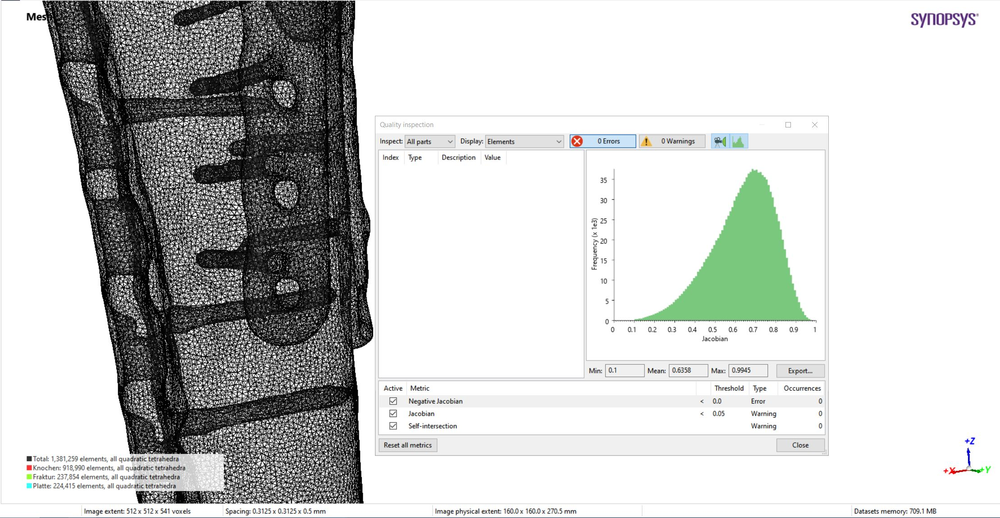 Mes
SYNOPSYS®
Quality inspection
Inspect: All parts Display: Elements 0 Errors 0 Warnings
Index Type Description Value
35
30
25
20
15
10
5
0
Frequency (x 1e3)
0 0.1 0.2 0.3 0.4 0.5 0.6 0.7 0.8 0.9 1
Jacobian
Min: 0.1 Mean: 0.6358 Max: 0.9945 Export...
Active Metric Threshold Type Occurrences
Negative Jacobian < 0.0 Error 0
Jacobian < 0.05 Warning 0
Self-intersection Warning 0
Reset all metrics Close
Total: 1,381,259 elements, all quadratic tetrahedra
Knochen: 918,990 elements, all quadratic tetrahedra
Fraktur: 237,854 elements, all quadratic tetrahedra
Platte: 224,415 elements, all quadratic tetrahedra
+Z
+X +Y
Image extent: 512 x 512 x 541 voxels Spacing: 0.3125 x 0.3125 x 0.5 mm Image physical extent: 160.0 x 160.0 x 270.5 mm Datasets memory: 709.1 MB